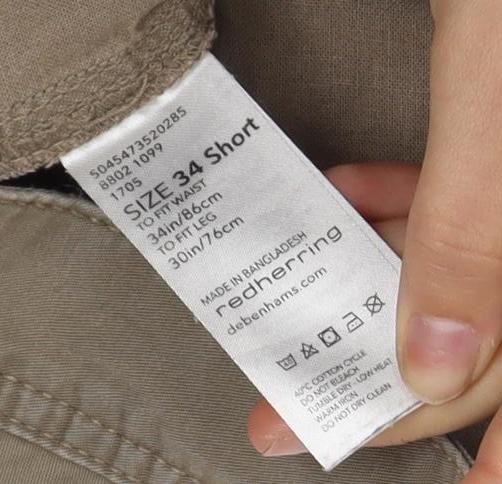 5045473520285
8802 1099
1705
SIZE 34 Short
TO FIT WAIST
34in/86cm
TO FIT LEG
30in/76cm
MADE IN BANGLADESH
redherring
debenhams.com
40°C COTTON CYCLE
DO NOT BLEACH
TUMBLE DRY - LOW HEAT
WARM IRON
DO NOT DRY CLEAN